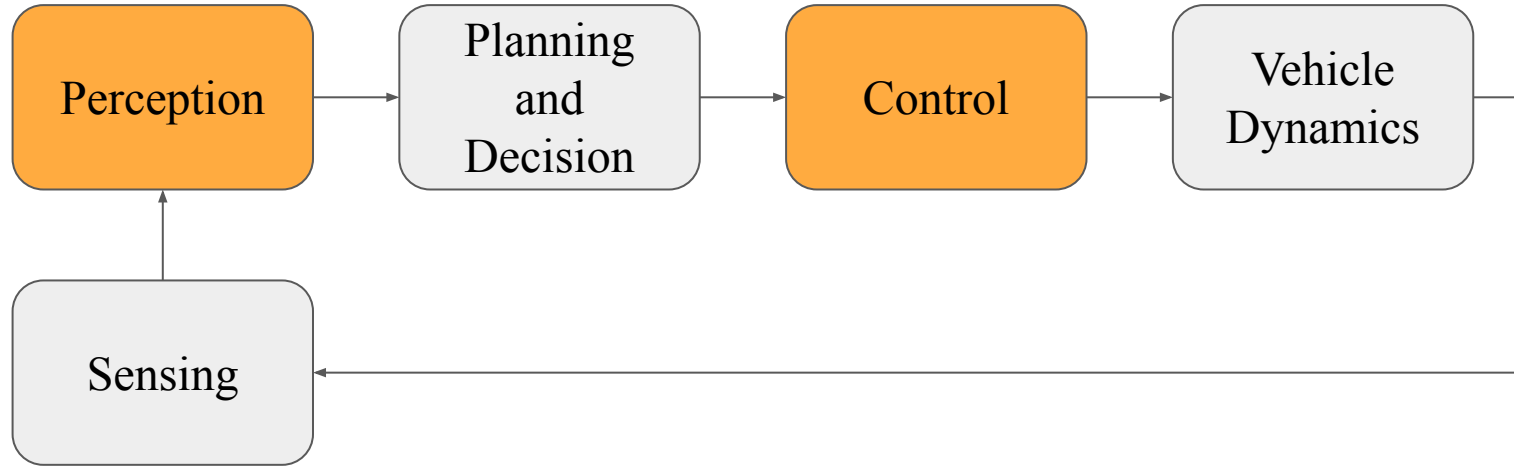 Perception
Planning
and
Decision
Control
Vehicle
Dynamics
Sensing